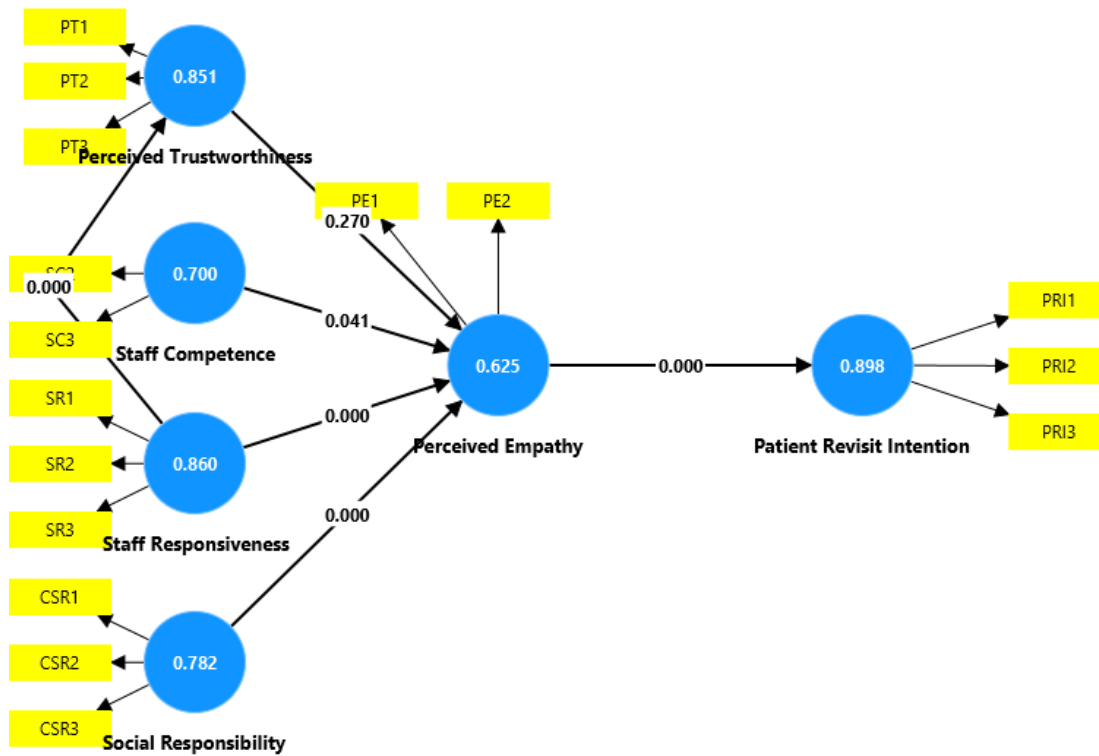 PT1
PT2
PT3
0.851
Perceived Trustworthiness
PE1
PE2
0.270
SC2
0.000
0.700
SC3
Staff Competence
0.041
SR1
SR2
SR3
0.860
Staff Responsiveness
0.000
0.625
Perceived Empathy
0.000
0.898
Patient Revisit Intention
PRI1
PRI2
PRI3
0.000
CSR1
CSR2
CSR3
0.782
Social Responsibility